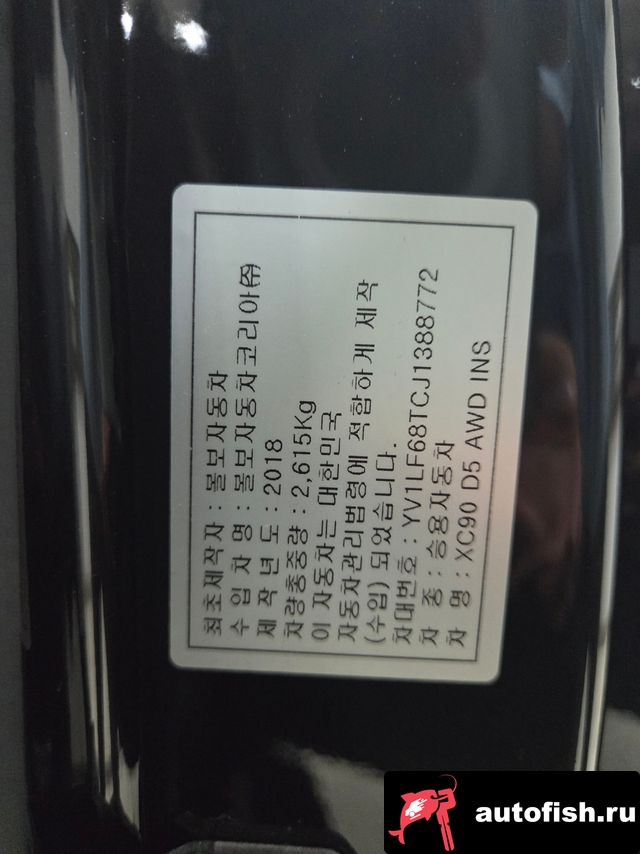 최초제작자 : 볼보자동차
수 입 차 명 : 볼보자동차코리아㈜
제 작 년 도 : 2018
차량총중량 : 2,615Kg
이 자동차는 대한민국
자동차관리법령에 적합하게 제작
(수입) 되었습니다.
차대번호 : YV1LF68TCJ1388772
차 종 : 승용자동차
차 명 : XC90 D5 AWD INS
autofish.ru